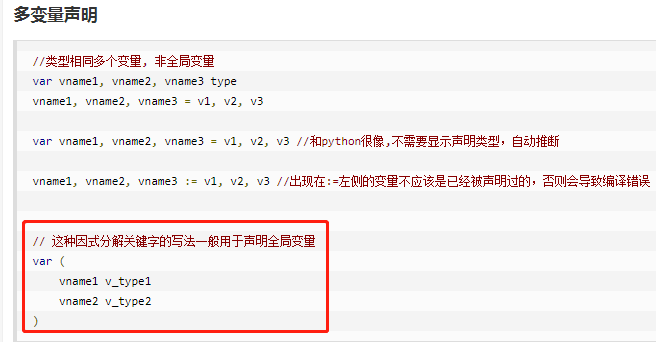 多变量声明
//类型相同多个变量, 非全局变量
var vname1, vname2, vname3 type
vname1, vname2, vname3 = v1, v2, v3
var vname1, vname2, vname3 = v1, v2, v3 //和python很像,不需要显示声明类型，自动推断
vname1, vname2, vname3 := v1, v2, v3 //出现在:=左侧的变量不应该是已经被声明过的，否则会导致编译错误
// 这种因式分解关键字的写法一般用于声明全局变量
var (
    vname1 v_type1
    vname2 v_type2
)